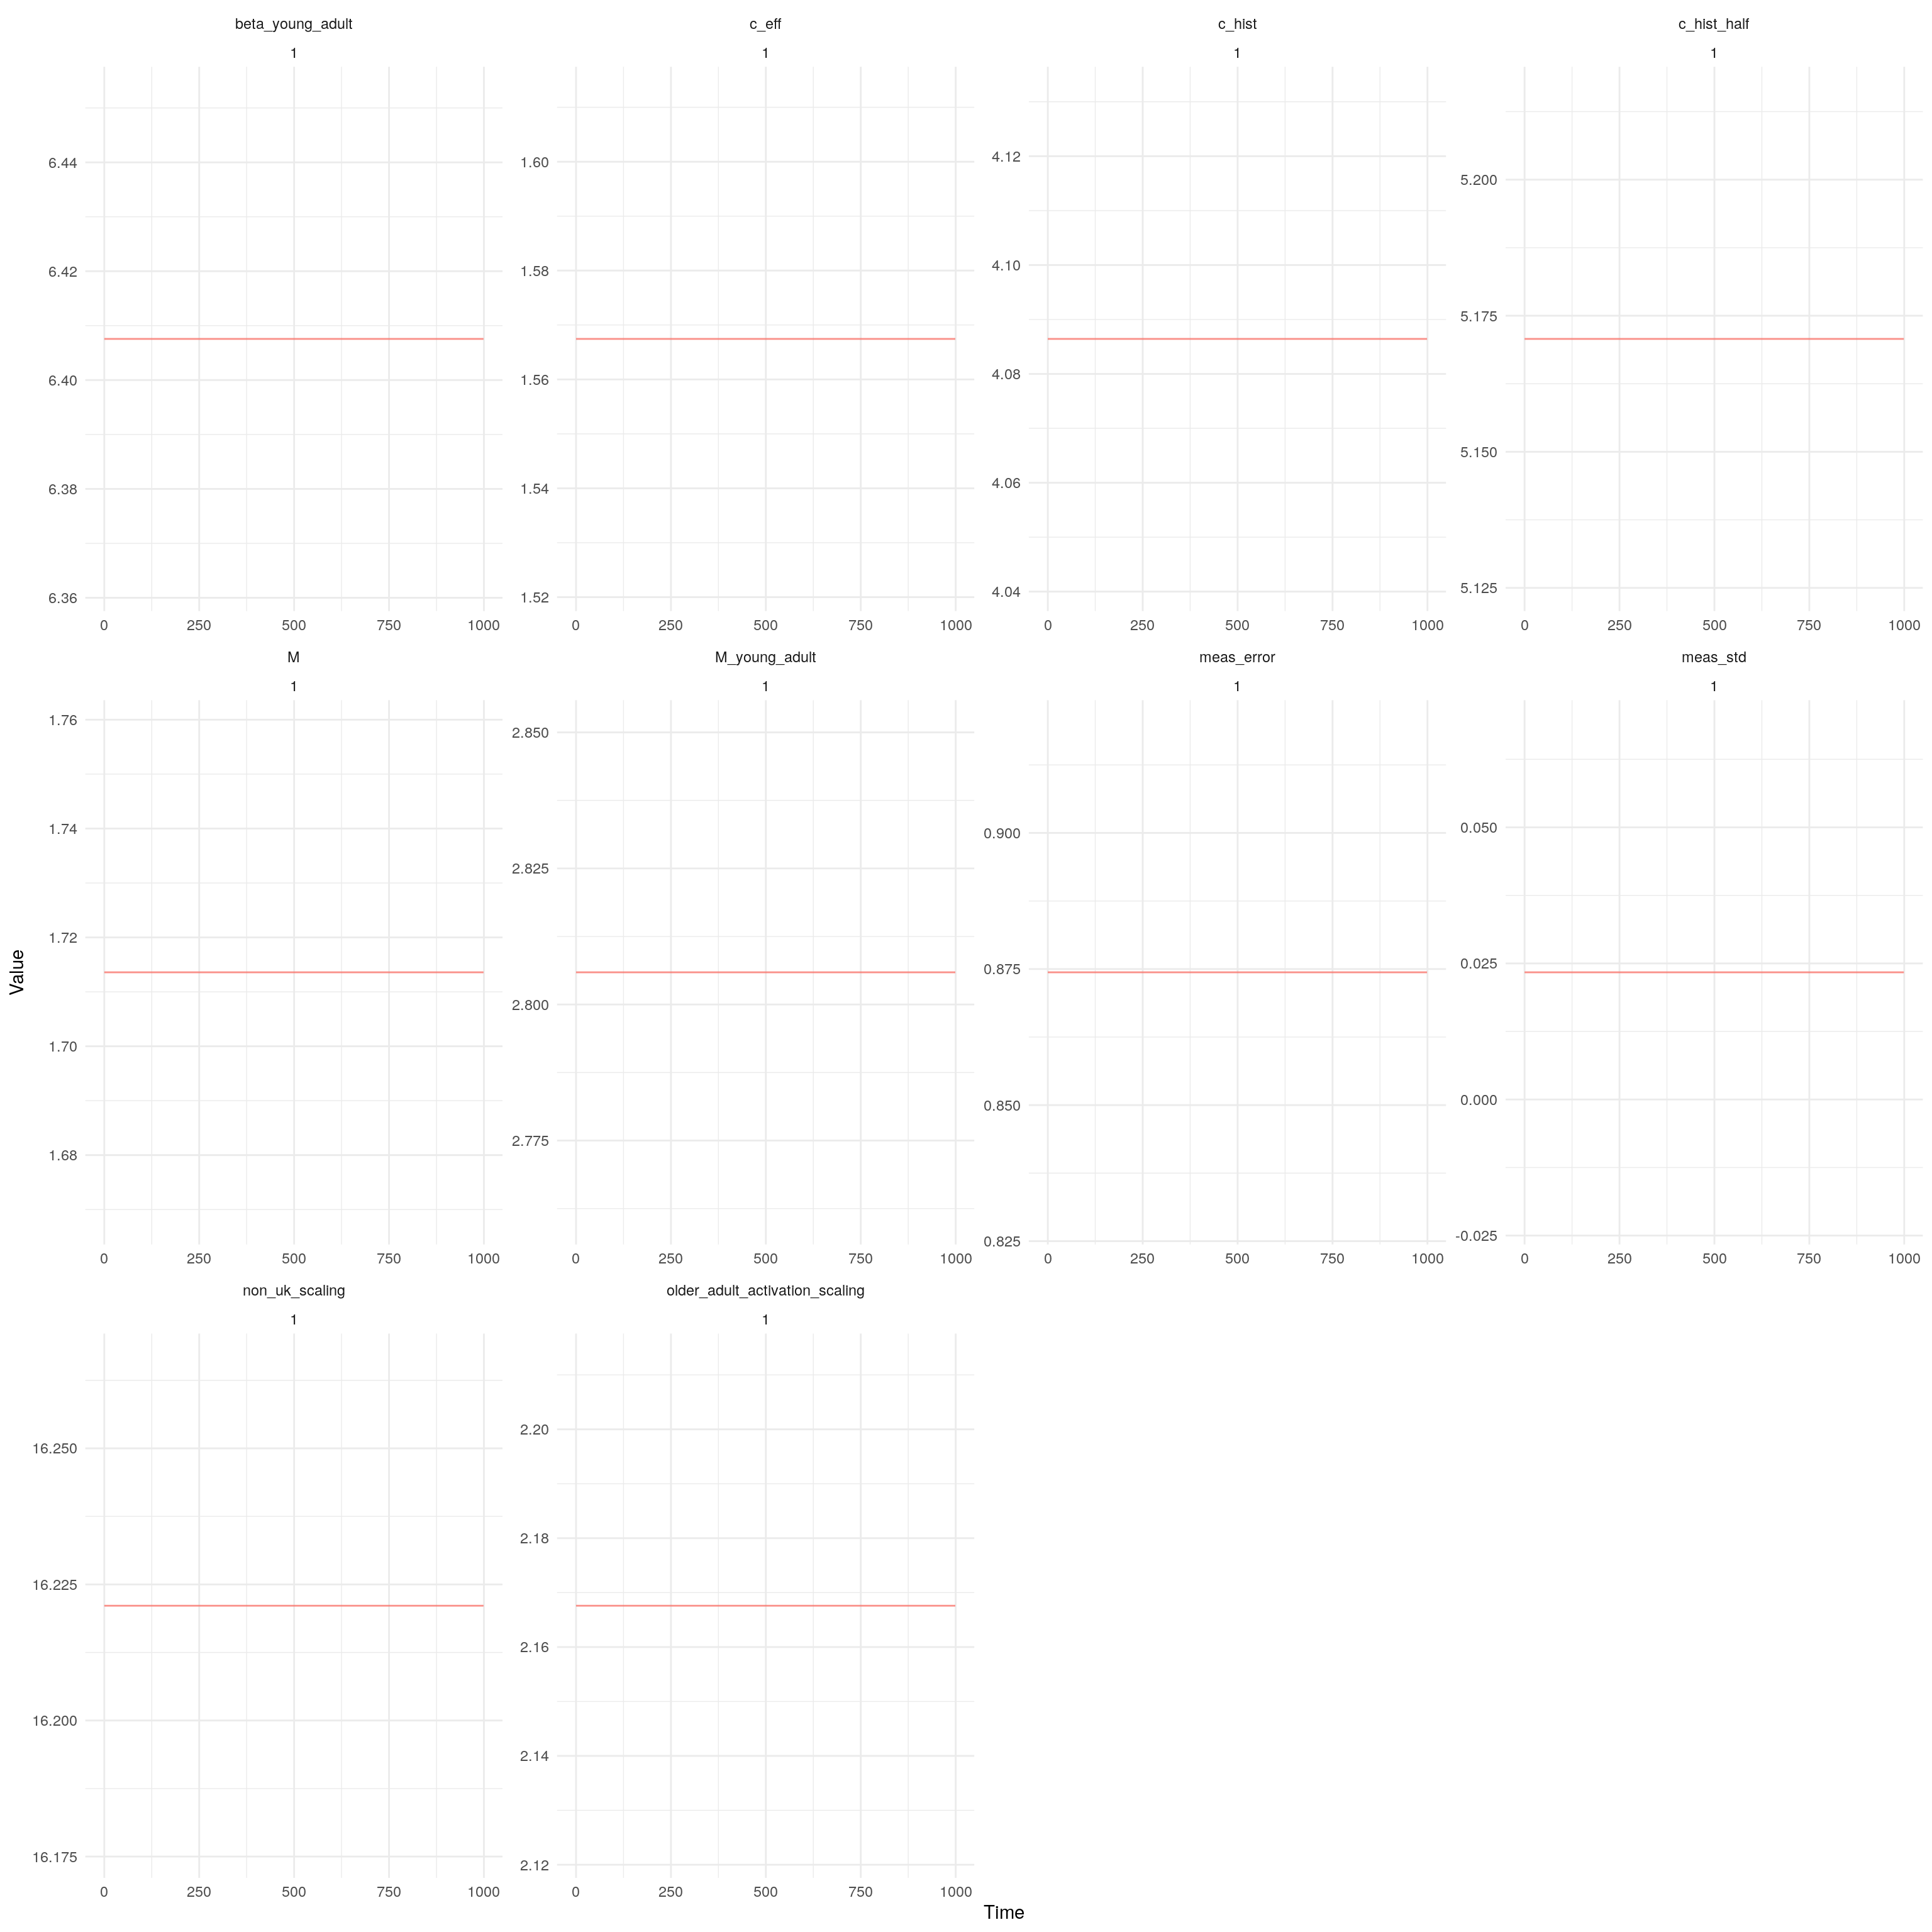 beta_young_adult c_eff c_hist c_hist_half
1 1 1 1
6.44 1.60 4.12 5.200
6.42 1.58 4.10 5.175
6.40 1.56 4.08 5.150
6.38 1.54 4.06 5.125
6.36 1.52 4.04
0 250 500 750 1000 0 250 500 750 1000 0 250 500 750 1000 0 250 500 750 1000
M M_young_adult meas_error meas_std
1 1 1 1
1.76 2.850 0.900 0.050
1.74 2.825 0.875 0.025
1.72 2.800 0.850 0.000
1.70 2.775 0.825 -0.025
1.68
Value
0 250 500 750 1000 0 250 500 750 1000 0 250 500 750 1000 0 250 500 750 1000
non_uk_scaling older_adult_activation_scaling
1 1
16.250 2.20
16.225 2.18
16.200 2.16
16.175 2.14
2.12
0 250 500 750 1000 0 250 500 750 1000
Time